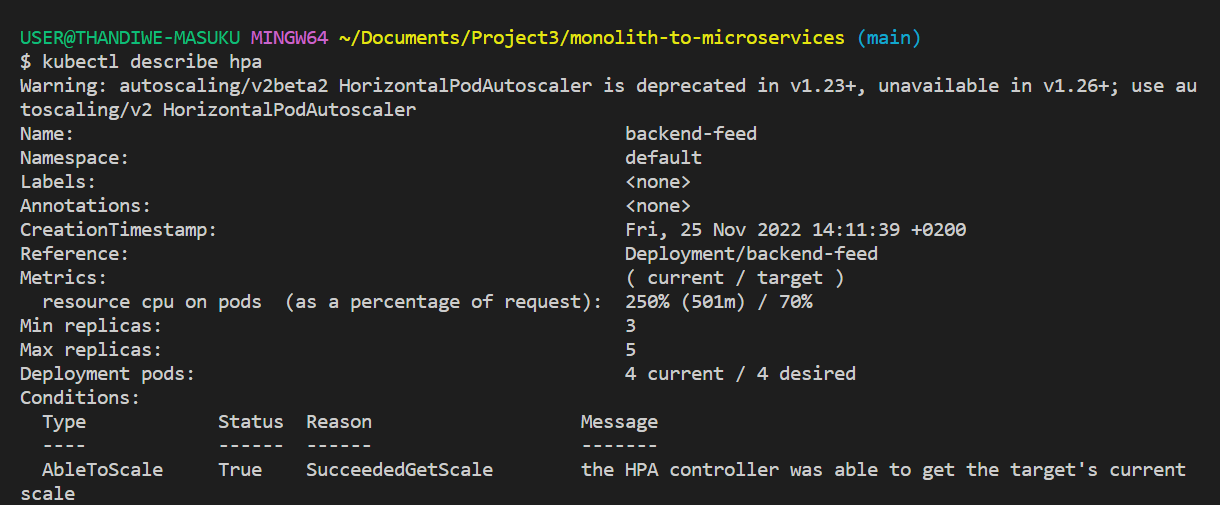 USER@THANDIWE-MASUKU MINGW64 ~/Documents/Project3/monolith-to-microservices (main)
$ kubectl describe hpa
Warning: autoscaling/v2beta2 HorizontalPodAutoscaler is deprecated in v1.23+, unavailable in v1.26+; use au
toscaling/v2 HorizontalPodAutoscaler
Name: backend-feed
Namespace: default
Labels: <none>
Annotations: <none>
CreationTimestamp: Fri, 25 Nov 2022 14:11:39 +0200
Reference: Deployment/backend-feed
Metrics: ( current / target )
  resource cpu on pods  (as a percentage of request): 250% (501m) / 70%
Min replicas: 3
Max replicas: 5
Deployment pods: 4 current / 4 desired
Conditions:
  Type Status Reason Message
  ---- ------ ------ -------
  AbleToScale True SucceededGetScale the HPA controller was able to get the target's current
scale